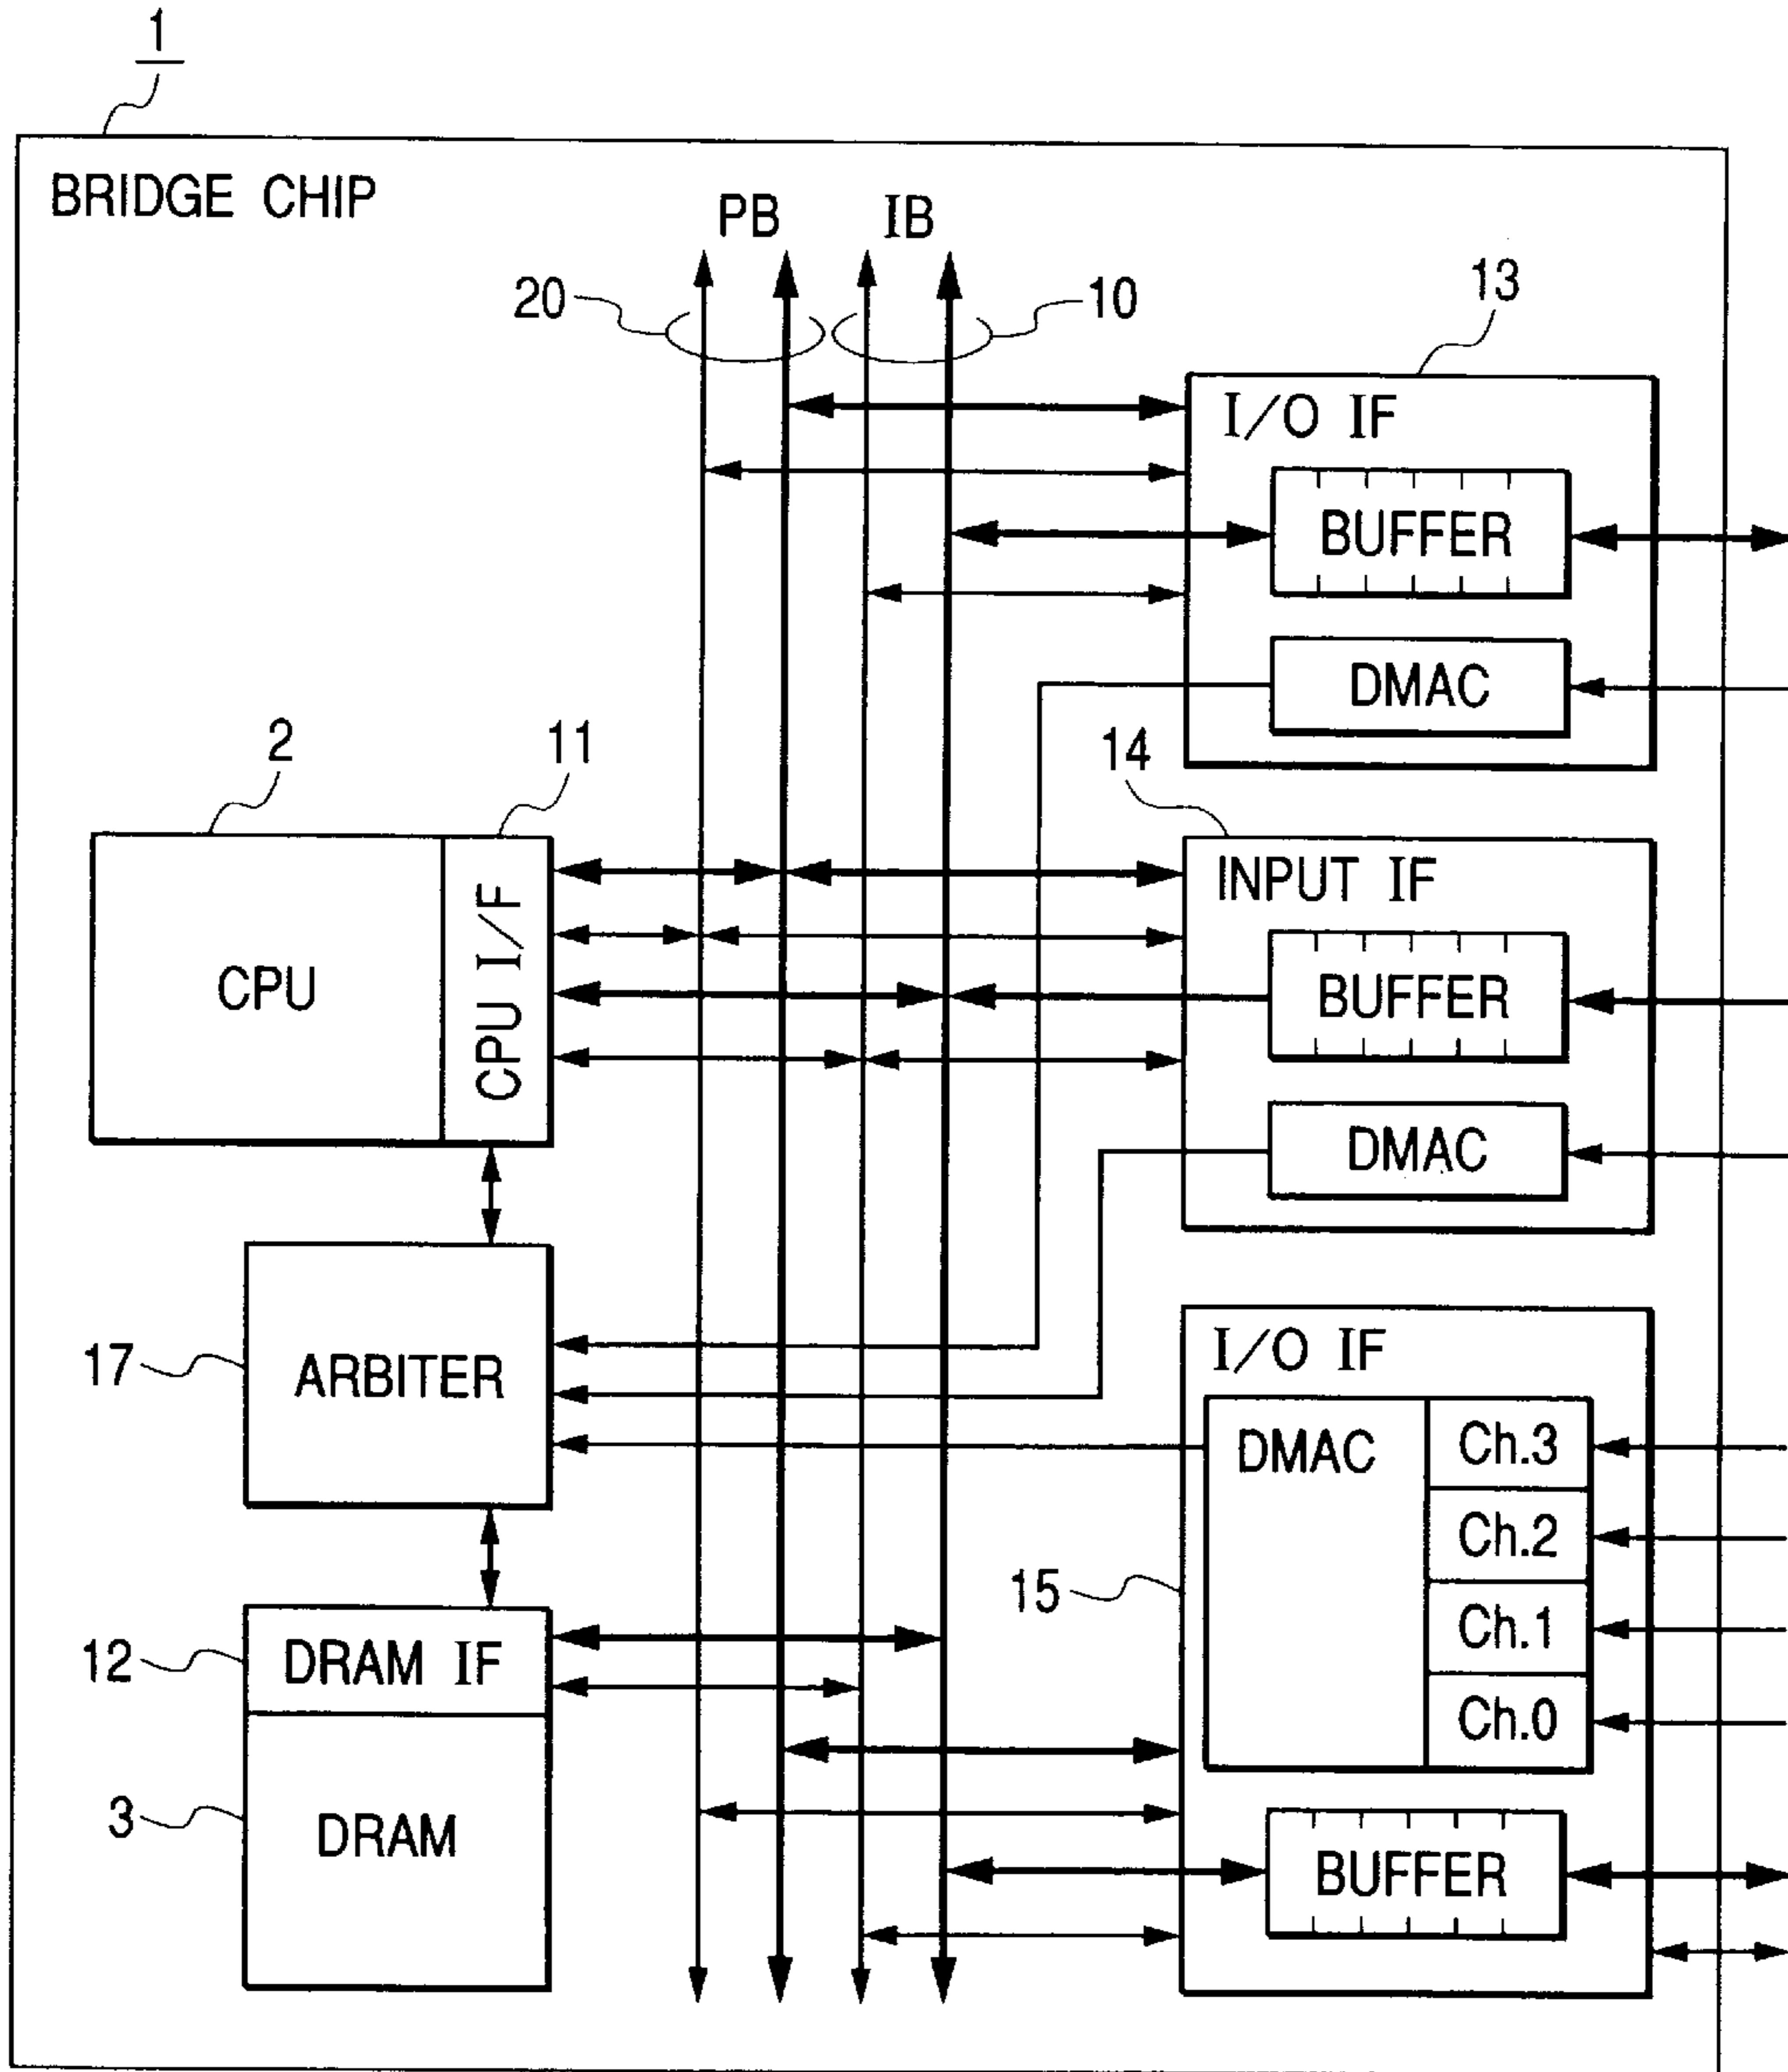 1
BRIDGE CHIP
PB IB
20 10
13
I/O IF
BUFFER
DMAC
2 11
14
CPU
CPU I/F
INPUT IF
BUFFER
DMAC
17
ARBITER
I/O IF
DMAC
Ch.3
Ch.2
Ch.1
Ch.0
15
12
DRAM IF
3
DRAM
BUFFER